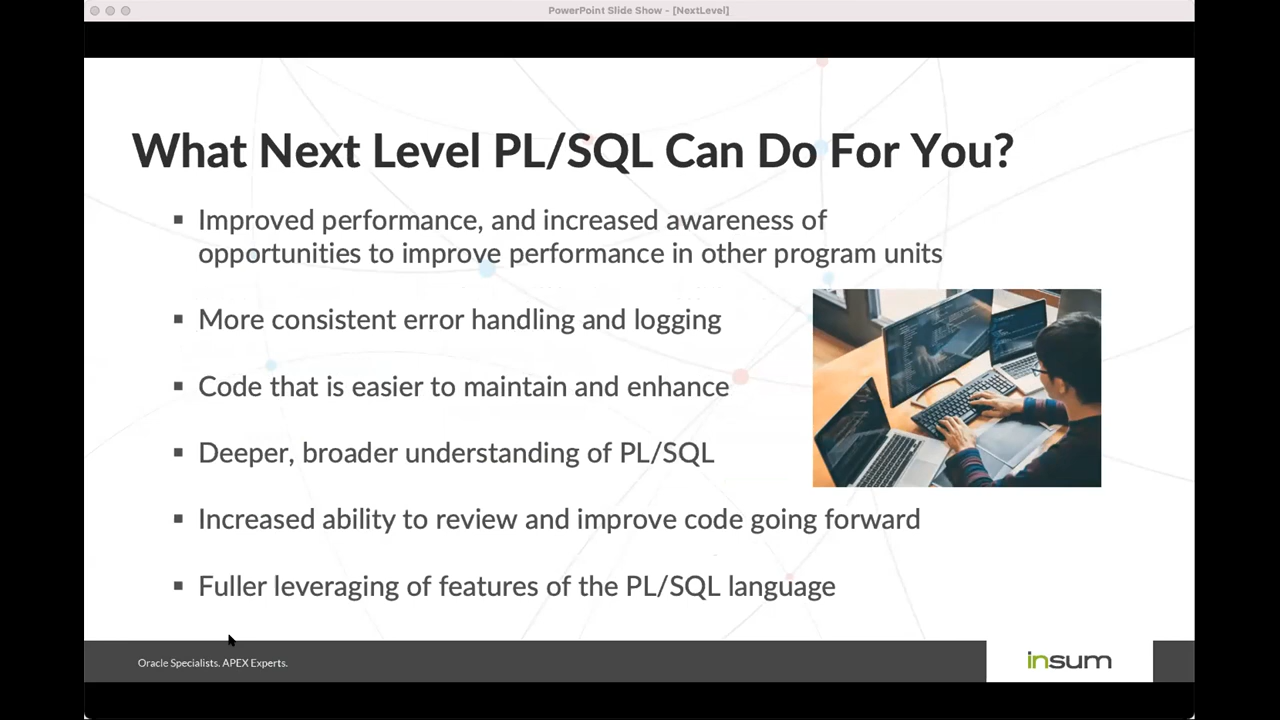 PowerPoint Slide Show - [NextLevel]
What Next Level PL/SQL Can Do For You?
▪ Improved performance, and increased awareness of
opportunities to improve performance in other program units
▪ More consistent error handling and logging
▪ Code that is easier to maintain and enhance
▪ Deeper, broader understanding of PL/SQL
▪ Increased ability to review and improve code going forward
▪ Fuller leveraging of features of the PL/SQL language
Oracle Specialists. APEX Experts.
insum